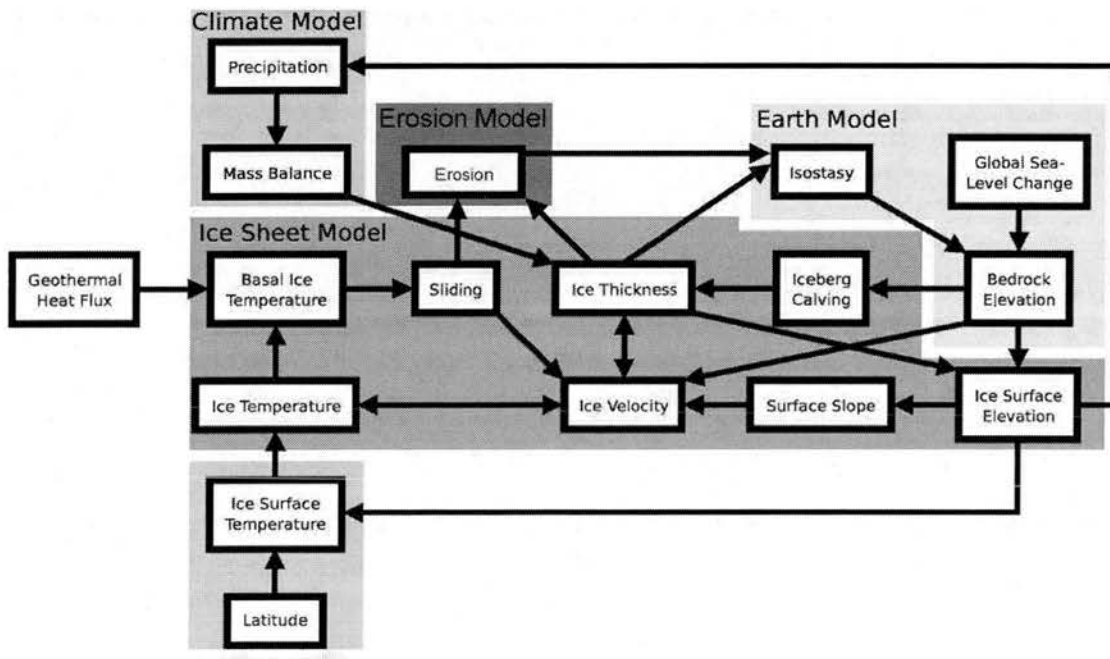 Climate Model
Precipitation
Mass Balance
Erosion Model
Erosion
Earth Model
Isostasy
Global Sea-
Level Change
Bedrock
Elevation
Ice Sheet Model
Geothermal
Heat Flux
Basal Ice
Temperature
Sliding
Ice Thickness
Iceberg
Calving
Ice Temperature
Ice Velocity
Surface Slope
Ice Surface
Elevation
Ice Surface
Temperature
Latitude